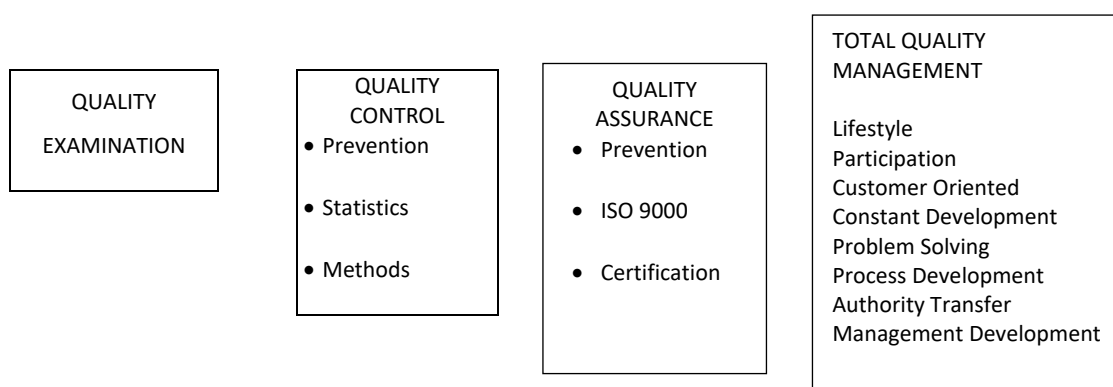 QUALITY
EXAMINATION
QUALITY
CONTROL
• Prevention
• Statistics
• Methods
QUALITY
ASSURANCE
• Prevention
• ISO 9000
• Certification
TOTAL QUALITY
MANAGEMENT
Lifestyle
Participation
Customer Oriented
Constant Development
Problem Solving
Process Development
Authority Transfer
Management Development